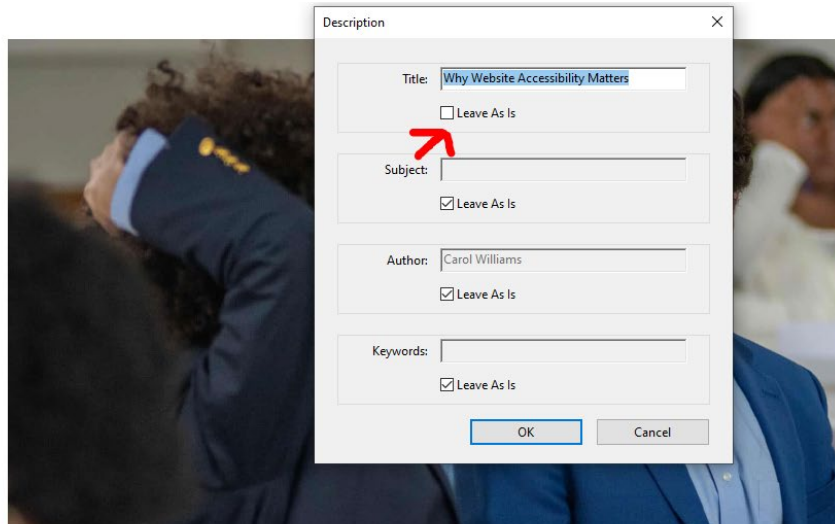 Description
Title: Why Website Accessibility Matters
Leave As Is
Subject:
Leave As Is
Author: Carol Williams
Leave As Is
Keywords:
Leave As Is
OK Cancel